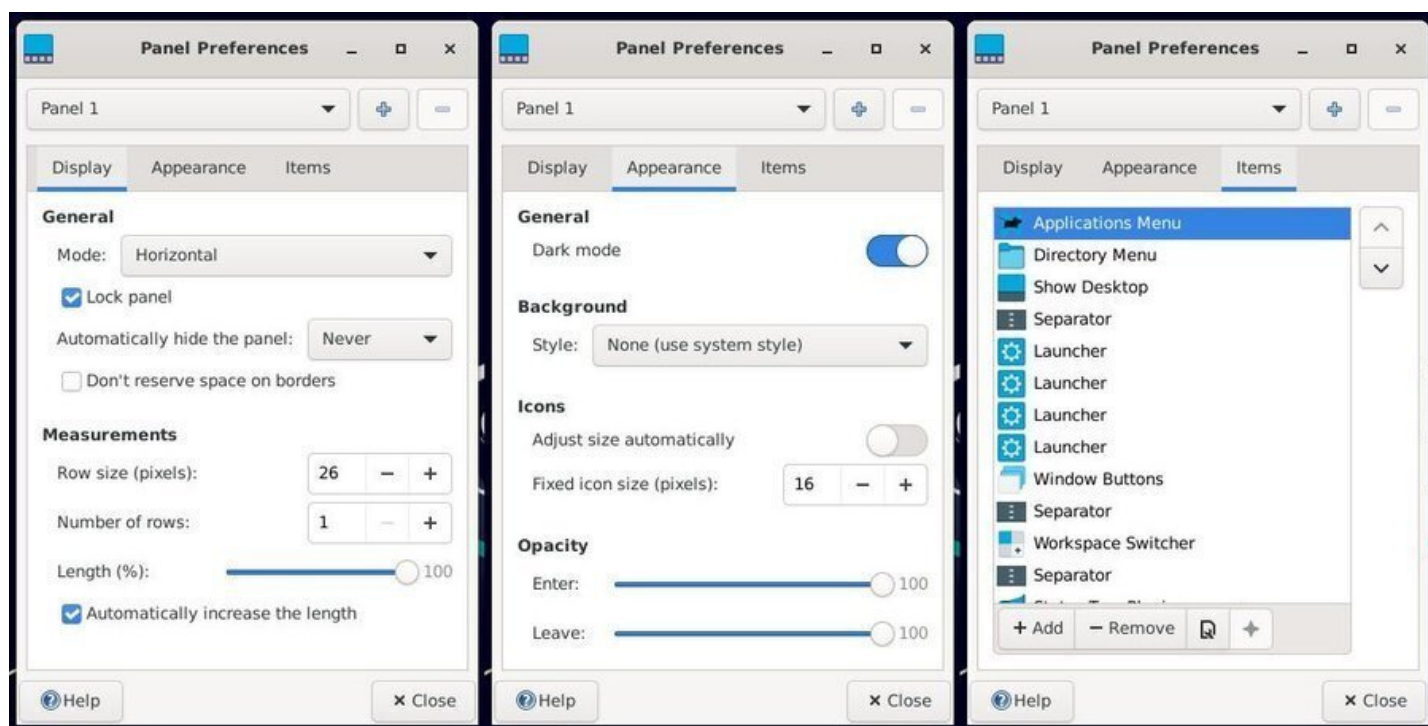 Panel Preferences
Panel 1
Display Appearance Items
General
Mode: Horizontal
Lock panel
Automatically hide the panel: Never
Don't reserve space on borders
Measurements
Row size (pixels): 26
Number of rows: 1
Length (%): 100
Automatically increase the length
Help Close
Panel Preferences
Panel 1
Display Appearance Items
General
Dark mode
Background
Style: None (use system style)
Icons
Adjust size automatically
Fixed icon size (pixels): 16
Opacity
Enter: 100
Leave: 100
Help Close
Panel Preferences
Panel 1
Display Appearance Items
Applications Menu
Directory Menu
Show Desktop
Separator
Launcher
Launcher
Launcher
Launcher
Window Buttons
Separator
Workspace Switcher
Separator
Add Remove
Help Close